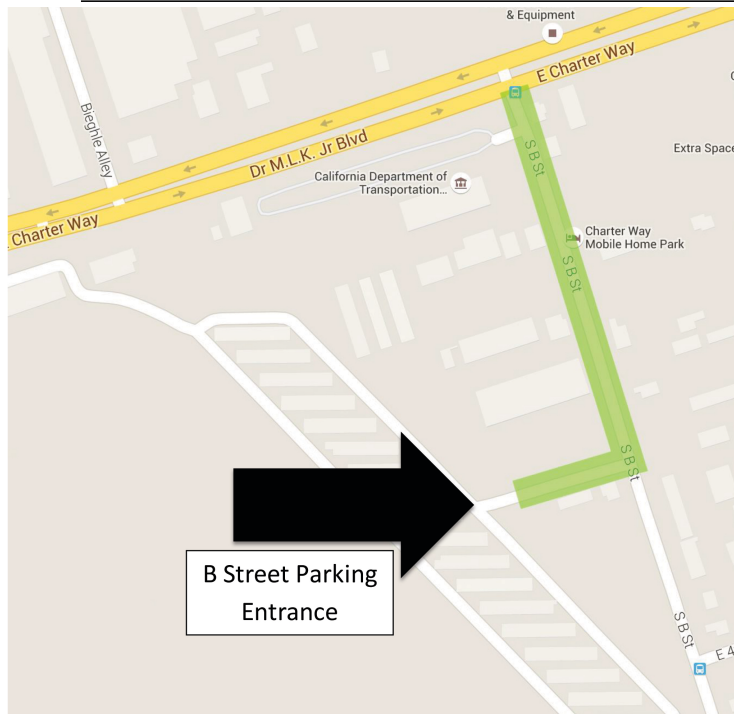 & Equipment
E Charter Way
Bieghle Alley
Dr M.L.K. Jr Blvd
S B St
Extra Space
California Department of
Transportation...
Charter Way
Mobile Home Park
Charter Way
S B St
S B St
B Street Parking
Entrance
S B St
E 4